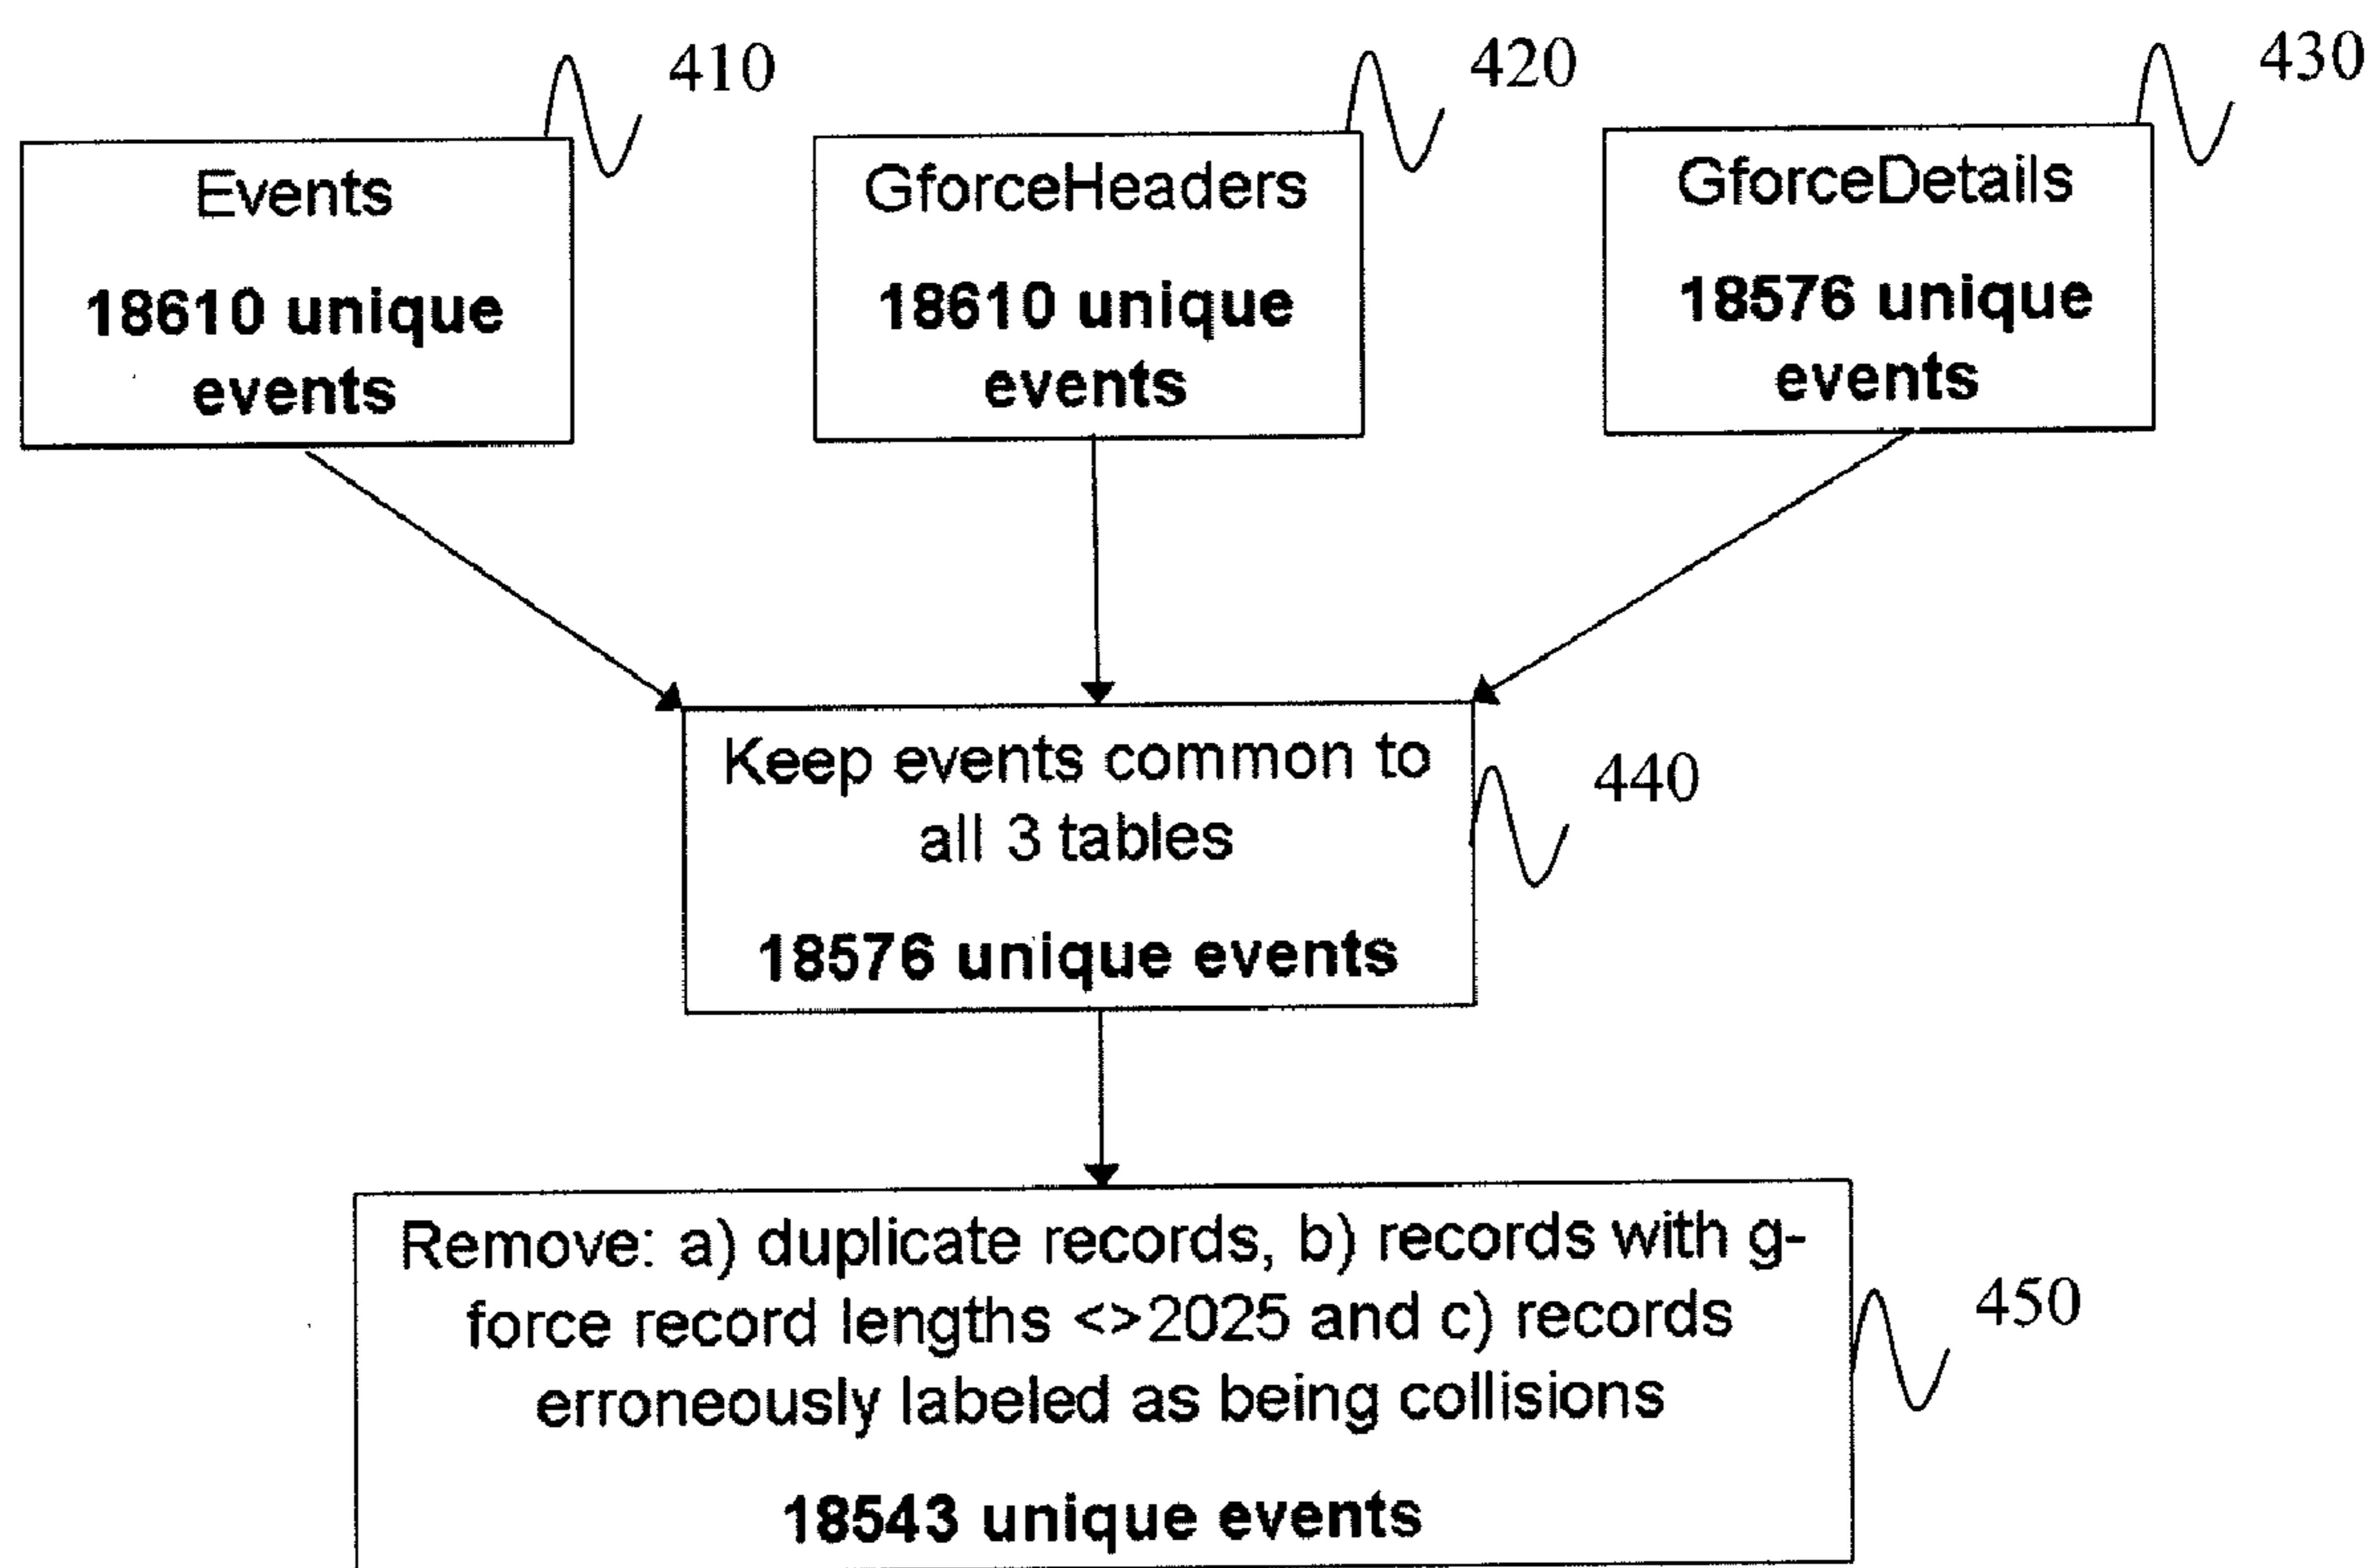 410
420
430
Events
18610 unique
events
GforceHeaders
18610 unique
events
GforceDetails
18576 unique
events
Keep events common to
all 3 tables
18576 unique events
440
Remove: a) duplicate records, b) records with g-
force record lengths <>2025 and c) records
erroneously labeled as being collisions
18543 unique events
450